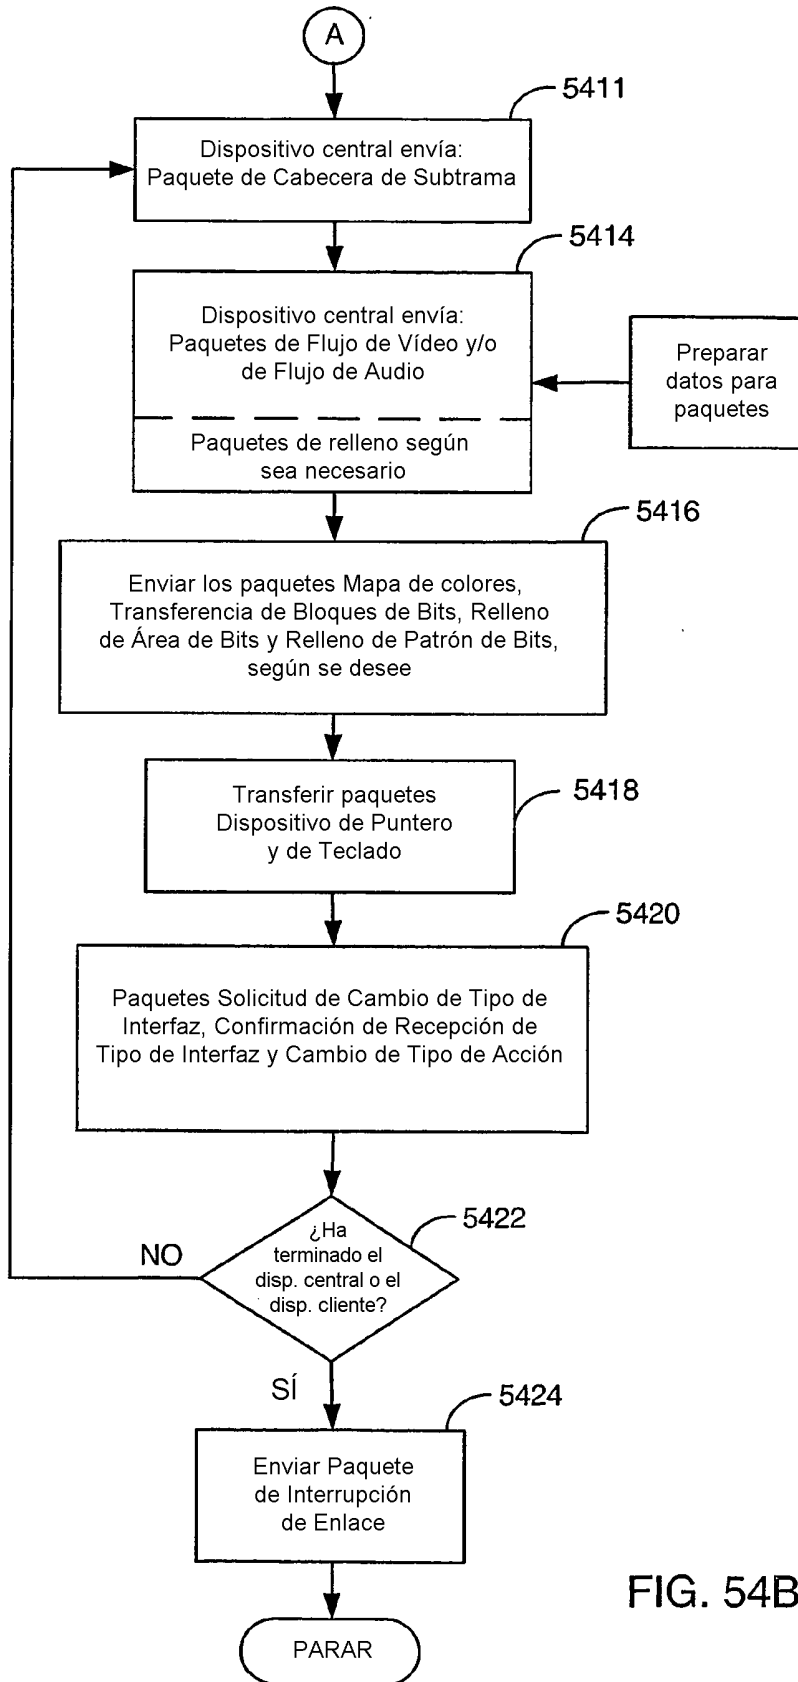 A
5411
Dispositivo central envía:
Paquete de Cabecera de Subtrama
5414
Dispositivo central envía:
Paquetes de Flujo de Vídeo y/o
de Flujo de Audio
Preparar
datos para
paquetes
Paquetes de relleno según
sea necesario
5416
Enviar los paquetes Mapa de colores,
Transferencia de Bloques de Bits, Relleno
de Área de Bits y Relleno de Patrón de Bits,
según se desee
5418
Transferir paquetes
Dispositivo de Puntero
y de Teclado
5420
Paquetes Solicitud de Cambio de Tipo de
Interfaz, Confirmación de Recepción de
Tipo de Interfaz y Cambio de Tipo de Acción
5422
¿Ha
terminado el
disp. central o el
disp. cliente?
NO
SÍ
5424
Enviar Paquete
de Interrupción
de Enlace
FIG. 54B
PARAR